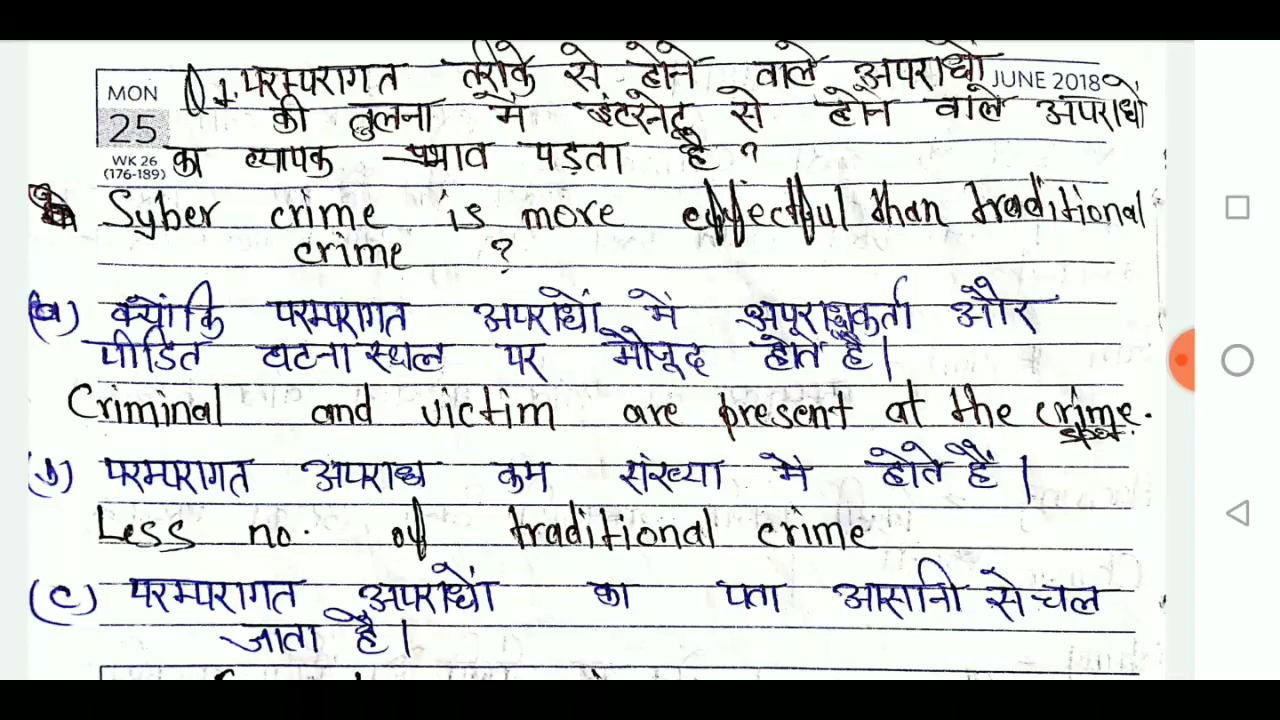 MON
25
WK 26
(176-189)
JUNE 2018
Q1. परम्परागत तरीके से होने वाले अपराधों
की तुलना में इंटरनेट से होने वाले अपराधों
का व्यापक प्रभाव पड़ता है ?
Syber crime is more effectful than traditional
crime ?
क्योंकि परम्परागत अपराधों में अपराधकर्ता और
पीडित घटना स्थल पर मौजूद होते है।
Criminal and victim are present at the crime.
spot.
परम्परागत अपराध कम संख्या में होते हैं।
Less no. of traditional crime
(c) परम्परागत अपराधों का पता आसानी से चल
जाता है।